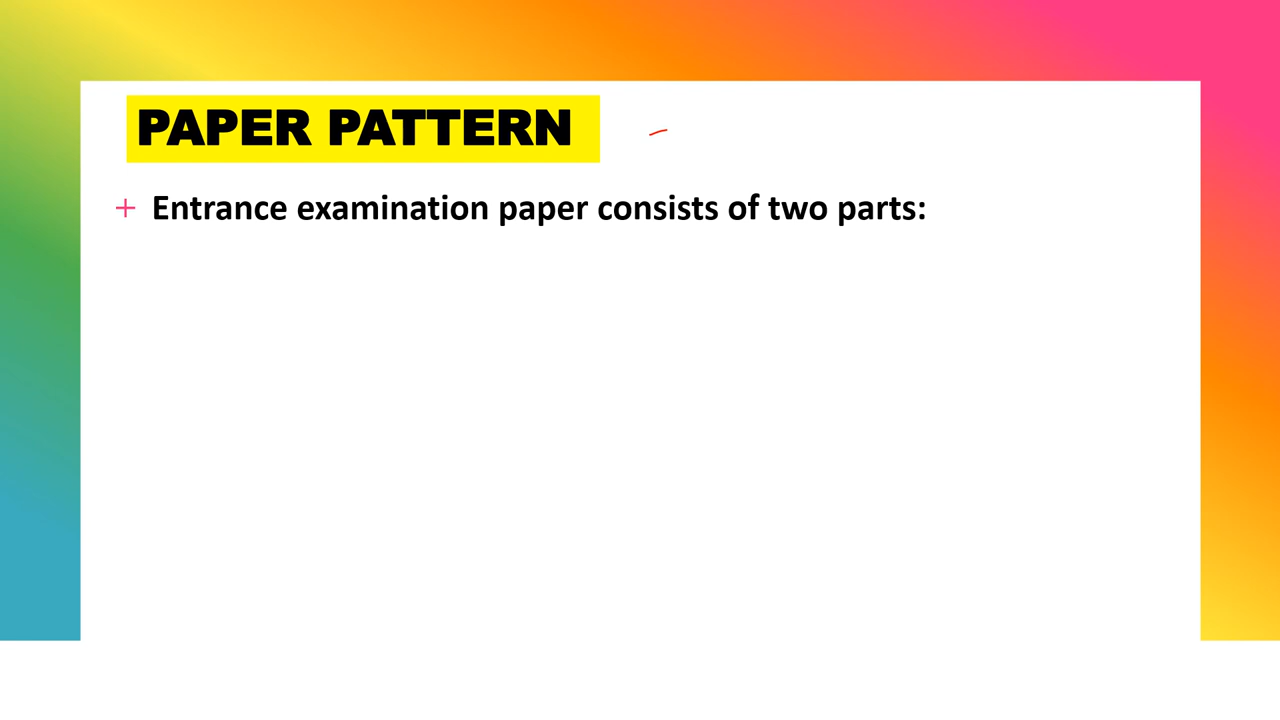 PAPER PATTERN
+ Entrance examination paper consists of two parts: